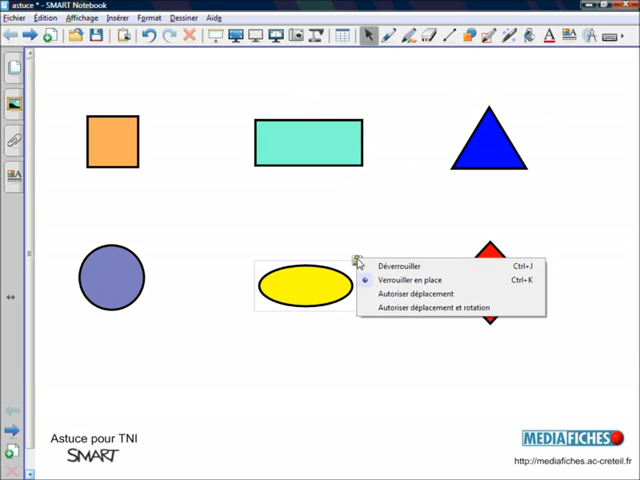 astuce * - SMART Notebook
Fichier Édition Affichage Insérer Format Dessiner Aide
Déverrouiller Ctrl+J
Verrouiller en place Ctrl+K
Autoriser déplacement
Autoriser déplacement et rotation
Astuce pour TNI
SMART
MEDIAFICHES
http://mediafiches.ac-creteil.fr